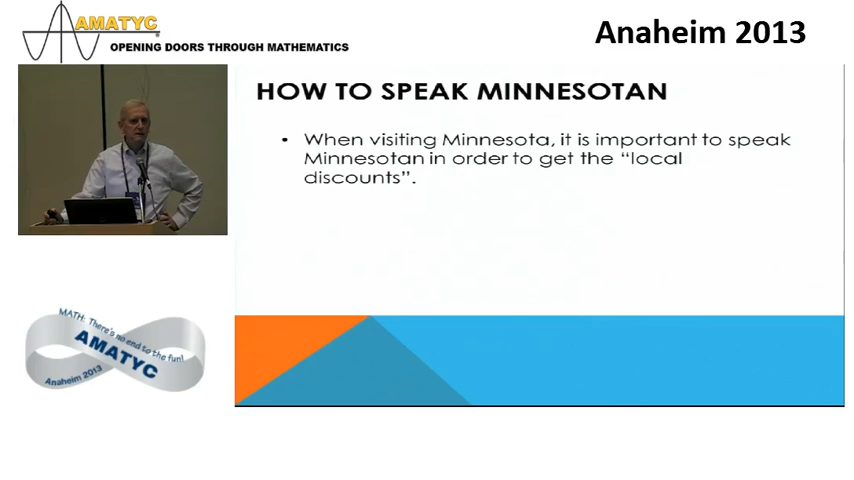 AMATYC
OPENING DOORS THROUGH MATHEMATICS
Anaheim 2013
HOW TO SPEAK MINNESOTAN
• When visiting Minnesota, it is important to speak
Minnesotan in order to get the “local
discounts”.
MATH: There's no end to the fun!
AMATYC
Anaheim 2013